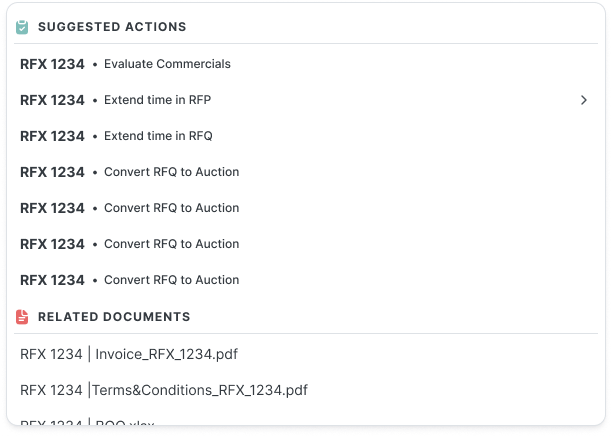 SUGGESTED ACTIONS
RFX 1234 • Evaluate Commercials
RFX 1234 • Extend time in RFP
RFX 1234 • Extend time in RFQ
RFX 1234 • Convert RFQ to Auction
RFX 1234 • Convert RFQ to Auction
RFX 1234 • Convert RFQ to Auction
RFX 1234 • Convert RFQ to Auction
RELATED DOCUMENTS
RFX 1234 | Invoice_RFX_1234.pdf
RFX 1234 |Terms&Conditions_RFX_1234.pdf
RFX 1234 | BOQ.xlsx